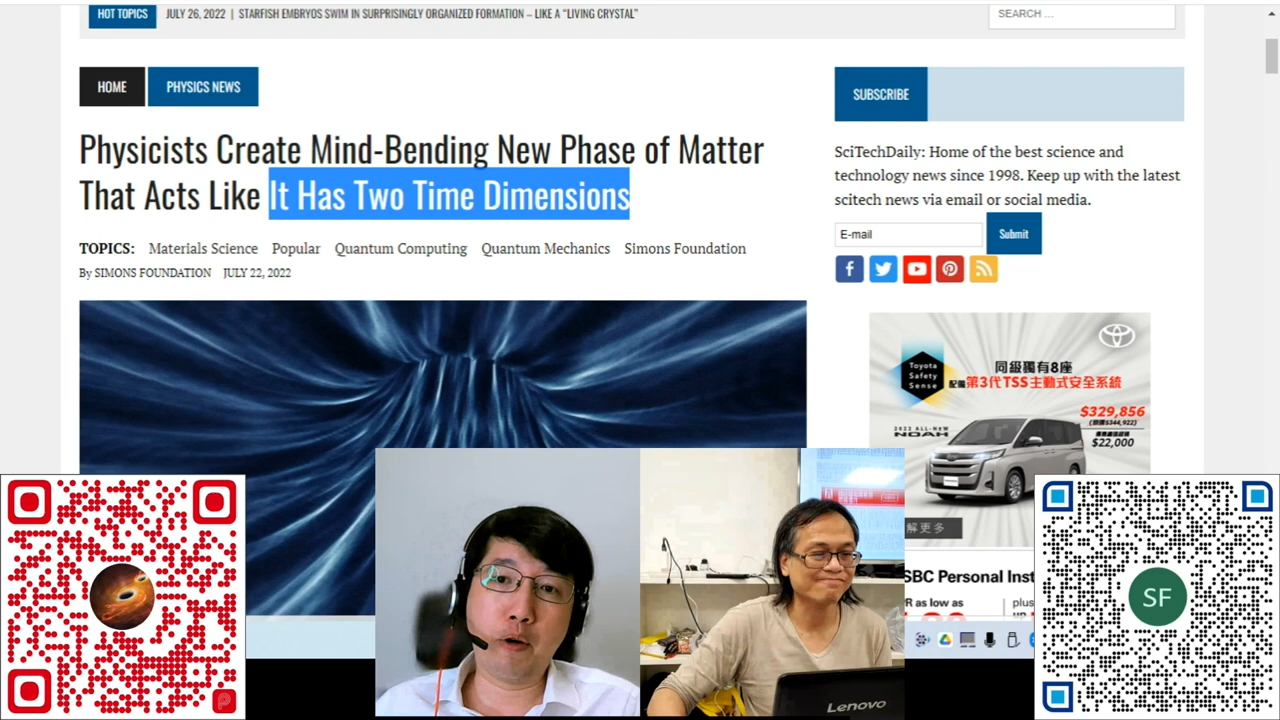 HOT TOPICS
JULY 26, 2022 | STARFISH EMBRYOS SWIM IN SURPRISINGLY ORGANIZED FORMATION – LIKE A “LIVING CRYSTAL”
SEARCH …
HOME
PHYSICS NEWS
Physicists Create Mind-Bending New Phase of Matter
That Acts Like It Has Two Time Dimensions
TOPICS: Materials Science Popular Quantum Computing Quantum Mechanics Simons Foundation
By SIMONS FOUNDATION JULY 22, 2022
SUBSCRIBE
SciTechDaily: Home of the best science and
technology news since 1998. Keep up with the latest
scitech news via email or social media.
E-mail
Submit
Toyota
Safety
Sense
同級獨有8座
配備第3代TSS主動式安全系統
$329,856
$22,000
2022 ALL-NEW
NOAH
解更多
SBC Personal Inst
R as low as
plus
SF
Lenovo